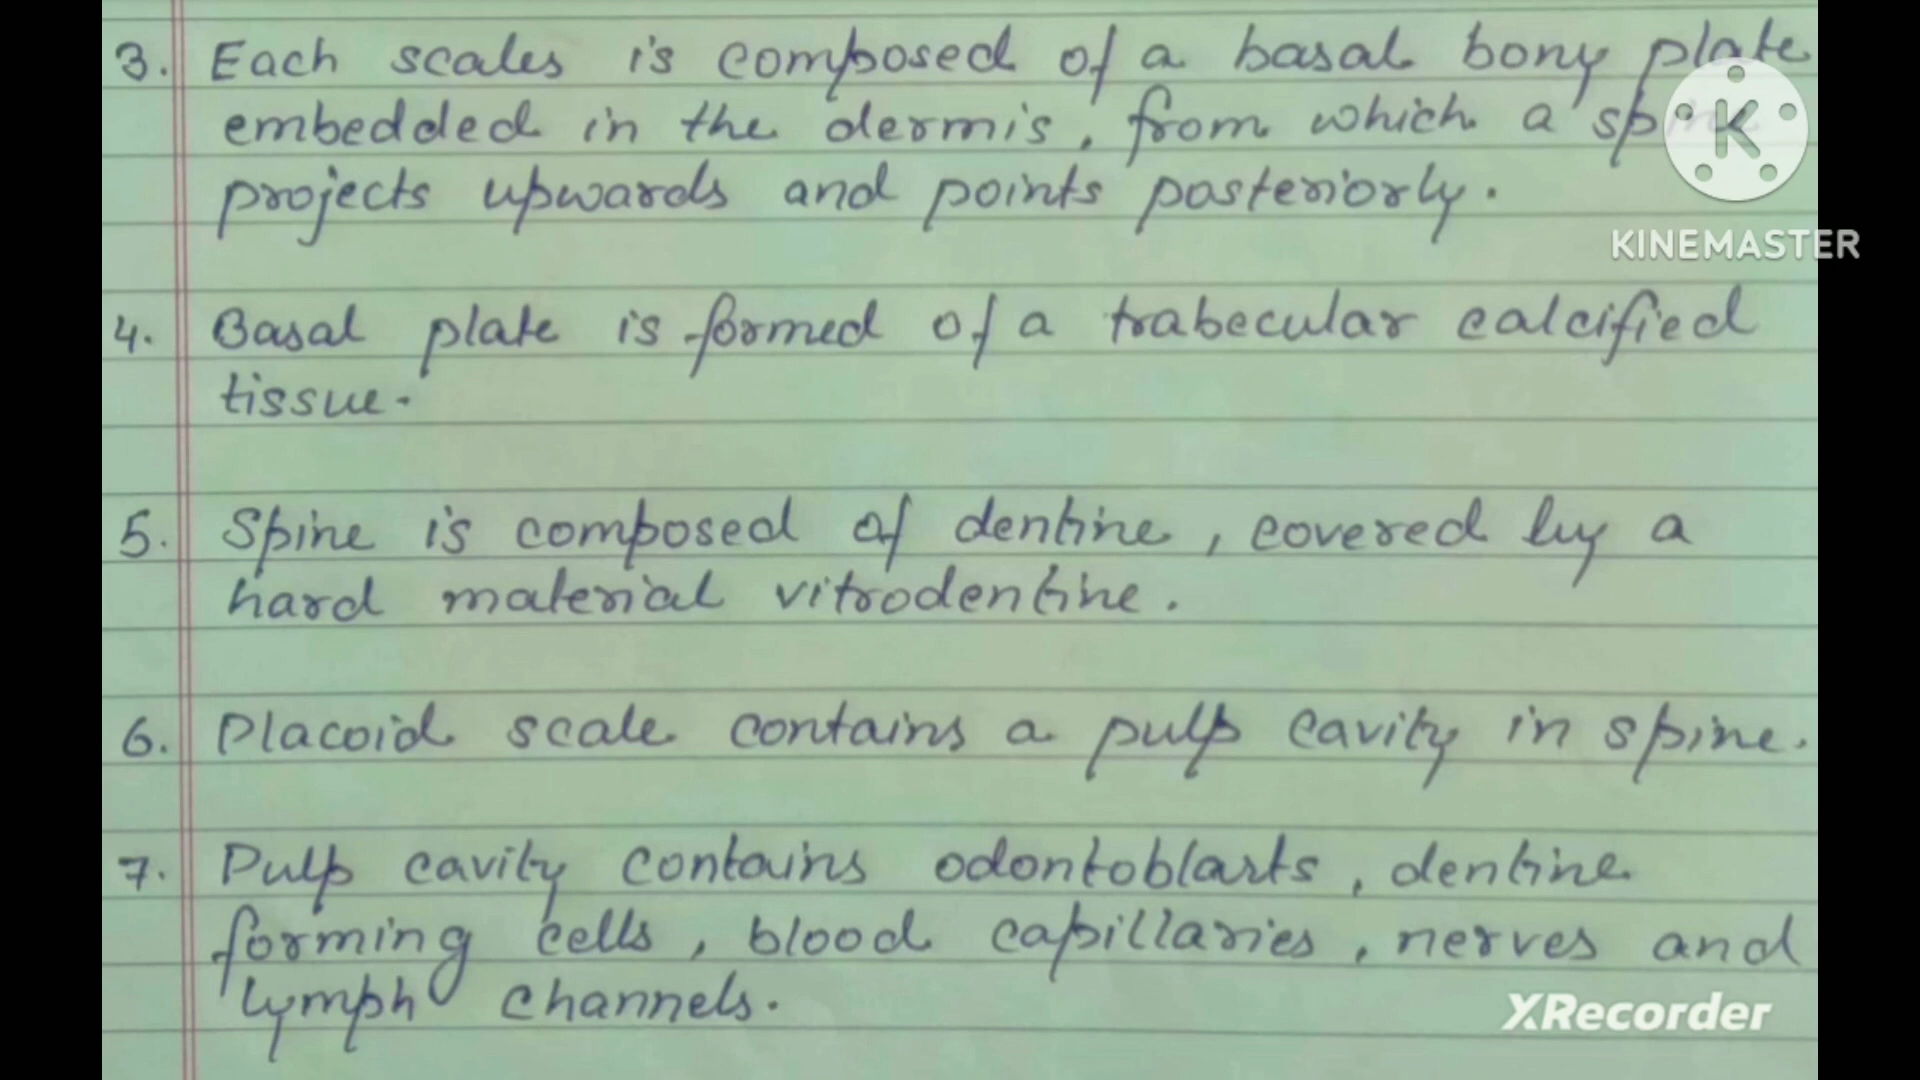 3. Each scales is composed of a basal bony plate
embedded in the dermis, from which a spine
projects upwards and points posteriorly.
K
KINEMASTER
4. Basal plate is formed of a trabecular calcified
tissue.
5. Spine is composed of dentine, covered by a
hard material vitrodentine.
6. Placoid scale contains a pulp cavity in spine.
7. Pulp cavity contains odontoblasts, dentine
forming cells, blood capillaries, nerves and
lymph channels.
XRecorder